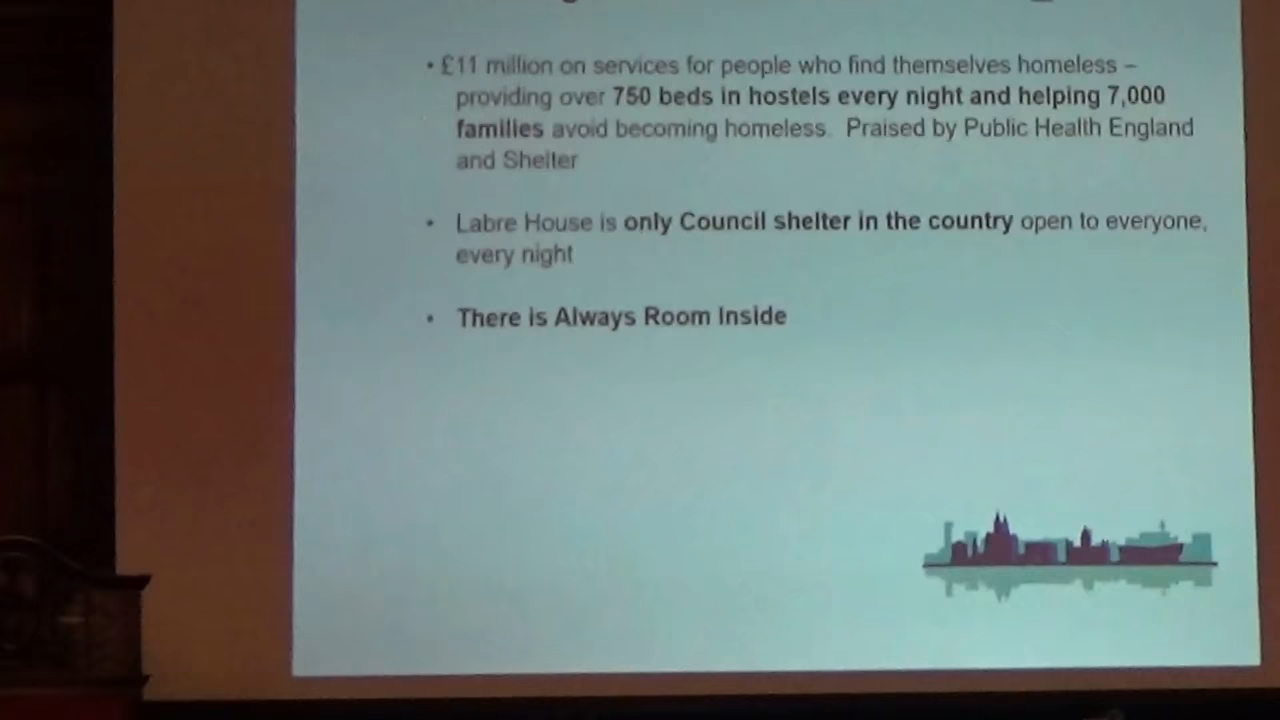 • £11 million on services for people who find themselves homeless –
providing over 750 beds in hostels every night and helping 7,000
families avoid becoming homeless. Praised by Public Health England
and Shelter
• Labre House is only Council shelter in the country open to everyone,
every night
• There is Always Room Inside